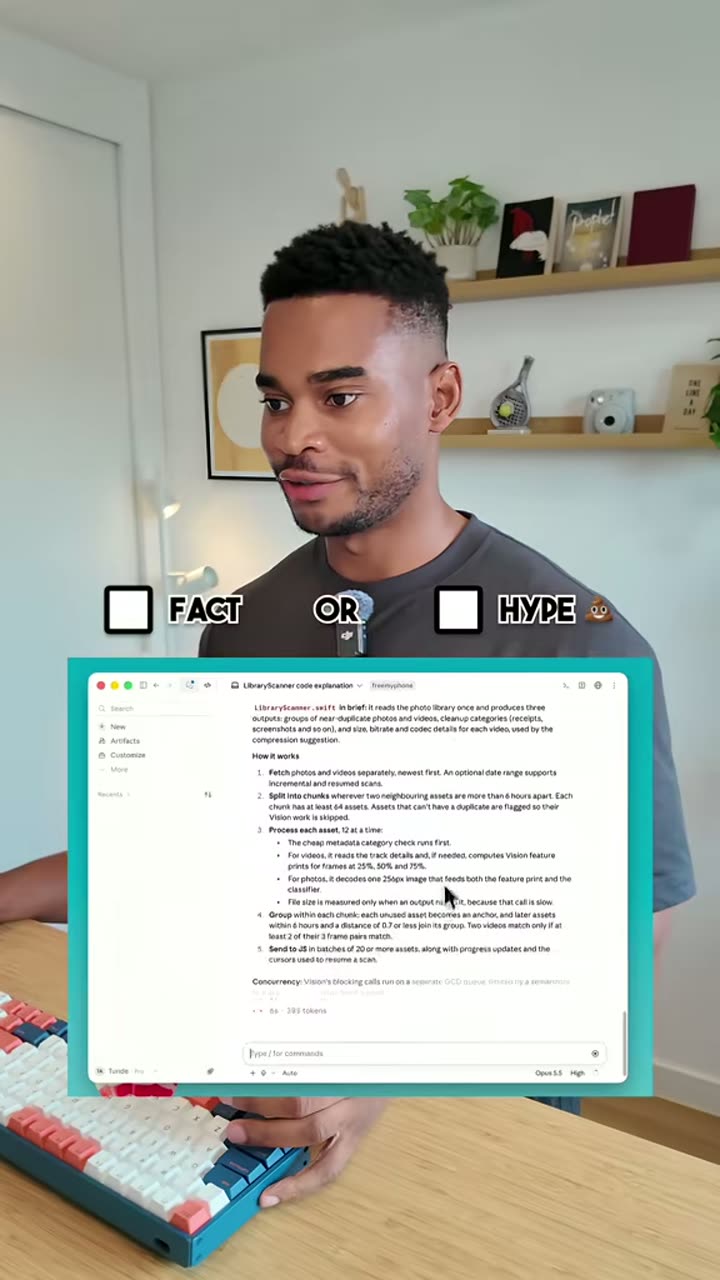 Poplet
ONE
LINE
A
DAY
FACT OR HYPE
dji
LibraryScanner code explanation
freemyphone
Search
New
Artifacts
Customize
More
Recents
LibraryScanner.swift in brief: it reads the photo library once and produces three
outputs: groups of near-duplicate photos and videos, cleanup categories (receipts,
screenshots and so on), and size, bitrate and codec details for each video, used by the
compression suggestion.
How it works
1. Fetch photos and videos separately, newest first. An optional date range supports
incremental and resumed scans.
2. Split into chunks wherever two neighbouring assets are more than 6 hours apart. Each
chunk has at least 64 assets. Assets that can't have a duplicate are flagged so their
Vision work is skipped.
3. Process each asset, 12 at a time:
• The cheap metadata category check runs first.
• For videos, it reads the track details and, if needed, computes Vision feature
prints for frames at 25%, 50% and 75%.
• For photos, it decodes one 256px image that feeds both the feature print and the
classifier.
• File size is measured only when an output it, because that call is slow.
4. Group within each chunk: each unused asset becomes an anchor, and later assets
within 6 hours and a distance of 0.7 or less join its group. Two videos match only if at
least 2 of their 3 frame pairs match.
5. Send to JS in batches of 20 or more assets, along with progress updates and the
cursors used to resume a scan.
Concurrency: Vision's blocking calls run on a separate GCD queue, limited by a semaphore
8s · 393 tokens
Type / for commands
Tunde Pro
Auto
Opus 5.5 High